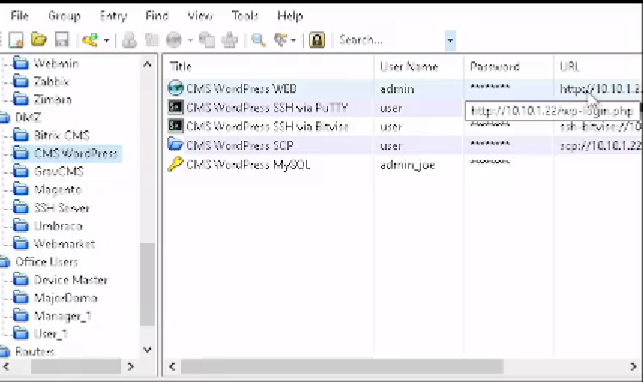 File Group Entry Find View Tools Help
Search...
Webmin
Zabbix
Zimbra
DMZ
Bitrix CMS
CMS WordPress
GravCMS
Magento
SSH Server
Umbraco
Webmarket
Office Users
Device Master
MajorDomo
Manager_1
User_1
Routers
Title User Name Password URL
CMS WordPress WEB admin ******** http://10.10.1.2
CMS WordPress SSH via PuTTY user
http://10.10.1.22/wp-login.php
CMS WordPress SSH via Bitvise user ******** ssh-bitvise://10
CMS WordPress SCP user ******** scp://10.10.1.22
CMS WordPress MySQL admin_joe ********